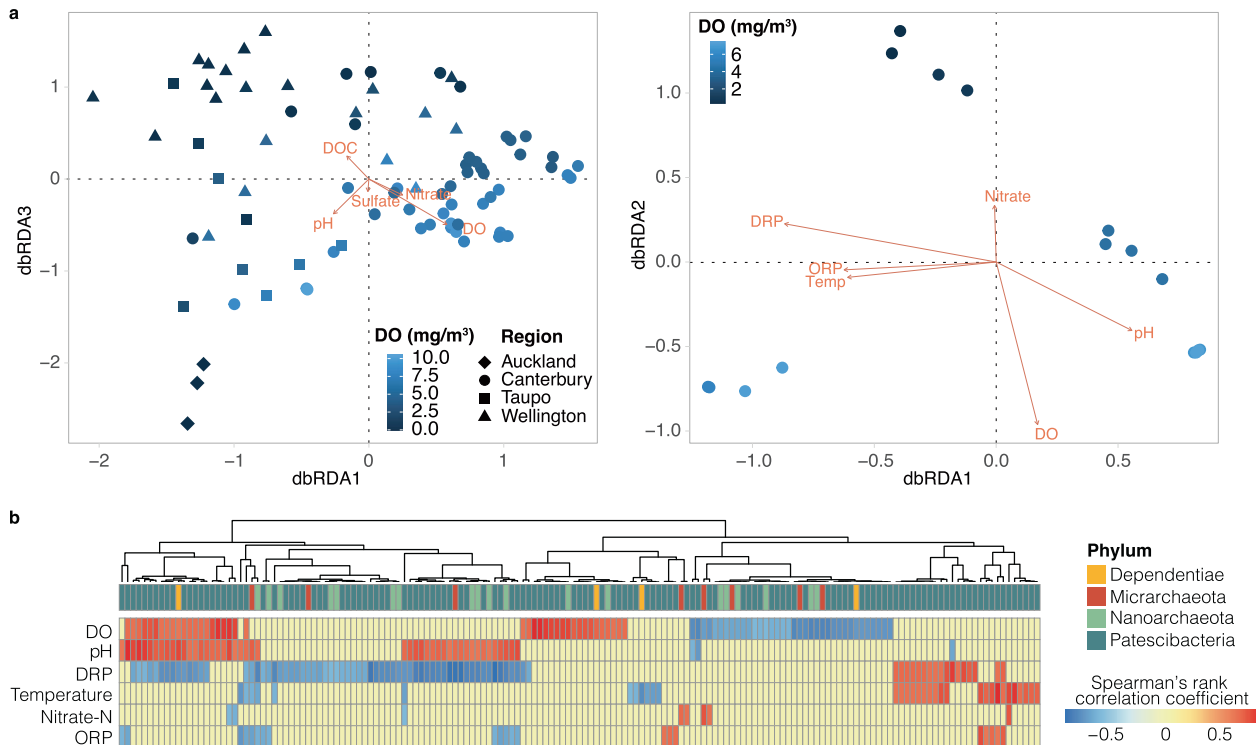 a
1
0
−1
−2
dbRDA3
−2
−1
0
1
dbRDA1
DOC
Sulfate
Nitrate
pH
DO
DO (mg/m³)
10.0
7.5
5.0
2.5
0.0
Region
Auckland
Canterbury
Taupo
Wellington
DO (mg/m³)
6
4
2
1.0
0.5
0.0
−0.5
−1.0
dbRDA2
−1.0
−0.5
0.0
0.5
dbRDA1
Nitrate
DRP
ORP
Temp
pH
DO
b
DO
pH
DRP
Temperature
Nitrate-N
ORP
Phylum
Dependentiae
Micrarchaeota
Nanoarchaeota
Patescibacteria
Spearman's rank
correlation coefficient
−0.5
0
0.5